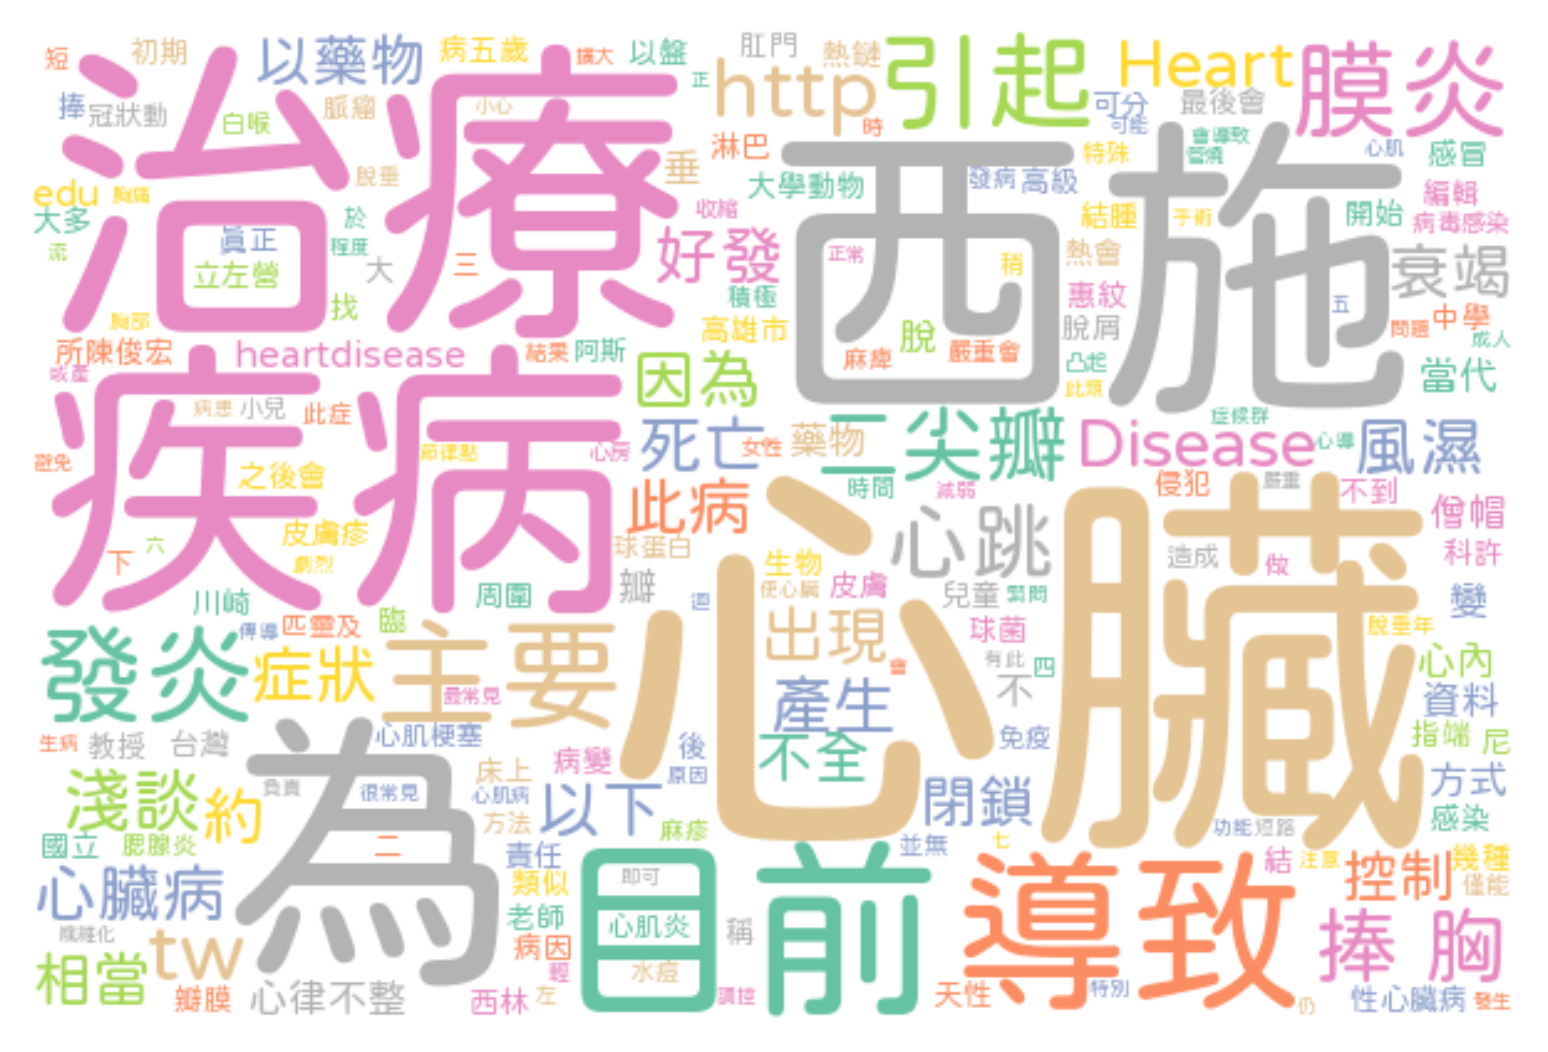 短 初期 以藥物 病五歲 擴大 以盤 肛門 熱鏈 引起 Heart 膜炎
捧 冠狀動 白喉 脈瘤 治療 小心 正 http 時 可分 可能 最後會
edu 胸痛 脫垂 垂 淋巴 大學動物 發病 高級 特殊 會導致 心肌 感冒
大多 於 收縮 西施 結腫 手術 開始 編輯 病毒感染
流 真正 程度 大 三 好發 正常 稍 熱會 衰竭
立左營 找 積極 惠紋 五
胸部 高雄市 脫 脫屑 問題 中學
所陳俊宏 heartdisease 結果 阿斯 因為 麻痺 嚴重會 凸起 成人
疾病 此類 當代
病患 小兒 此症 死亡 女性 藥物 二尖瓣 Disease 症候群 心導 風濕
避免 之後會 節律點 心房 時間 減弱 侵犯 嚴重 不到
皮膚疹 此病 心臟 心跳 僧帽
下 六 劇烈 球蛋白 生物 造成 做 科許
川崎 周圍 瓣 使心臟 皮膚 兒童 變
傳導 匹靈及 臨 出現 球菌 脫垂年
發炎 症狀 主要 會 有此 四 心內
最常見 產生 不 資料
生病 教授 台灣 為 心肌梗塞 病變 後 不全 免疫 指端 尼
淺談 約 負責 很常見 床上 心肌病 原因 以下 閉鎖 方式
國立 腮腺炎 二 方法 麻疹 並無 七 功能 短路 感染
心臟病 責任 目前 導致 結 注意 控制 幾種
類似 即可 僅能
纖維化 tw 老師 心肌炎 稱 捧 胸
相當 病因 水痘
瓣膜 心律不整 輕 西林 左 調控 天性 特別 仍 性心臟病 發生